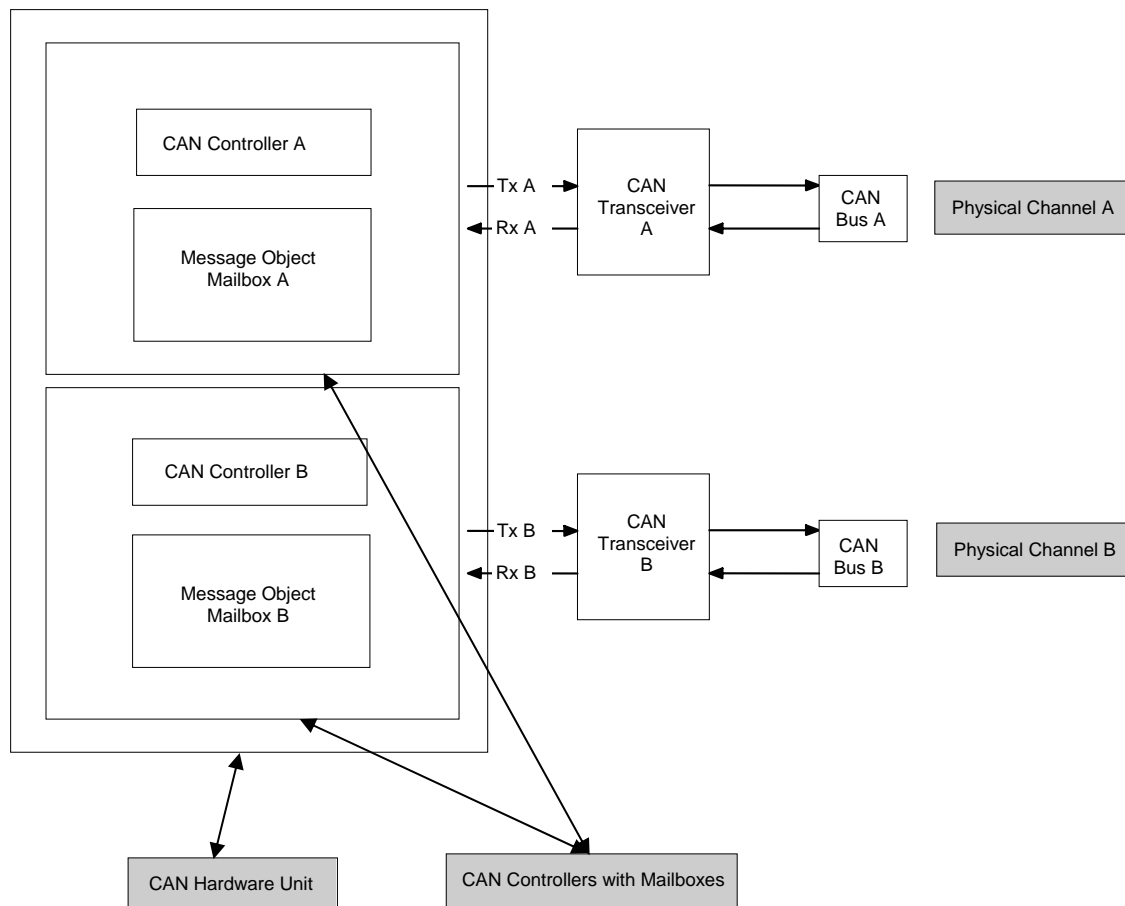 CAN Controller A
Message Object
Mailbox A
Tx A
Rx A
CAN
Transceiver
A
CAN
Bus A
Physical Channel A
CAN Controller B
Message Object
Mailbox B
Tx B
Rx B
CAN
Transceiver
B
CAN
Bus B
Physical Channel B
CAN Hardware Unit
CAN Controllers with Mailboxes